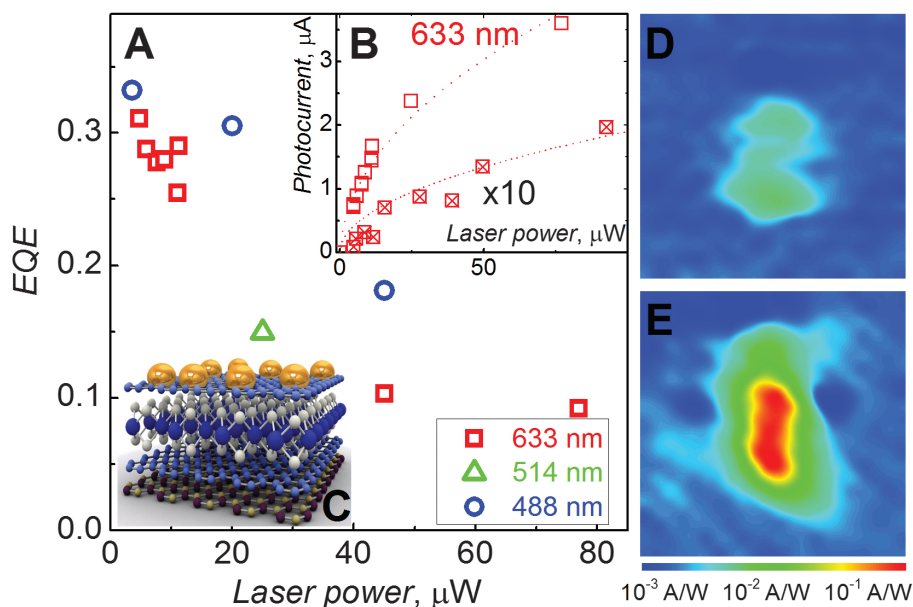 A
EQE
0.3
0.2
0.1
0.0
0
20
40
60
80
Laser power, μW
B
Photocurrent, μA
2
0
0
50
633 nm
x10
Laser power, μW
C
633 nm
514 nm
488 nm
D
E
10⁻³ A/W 10⁻² A/W 10⁻¹ A/W